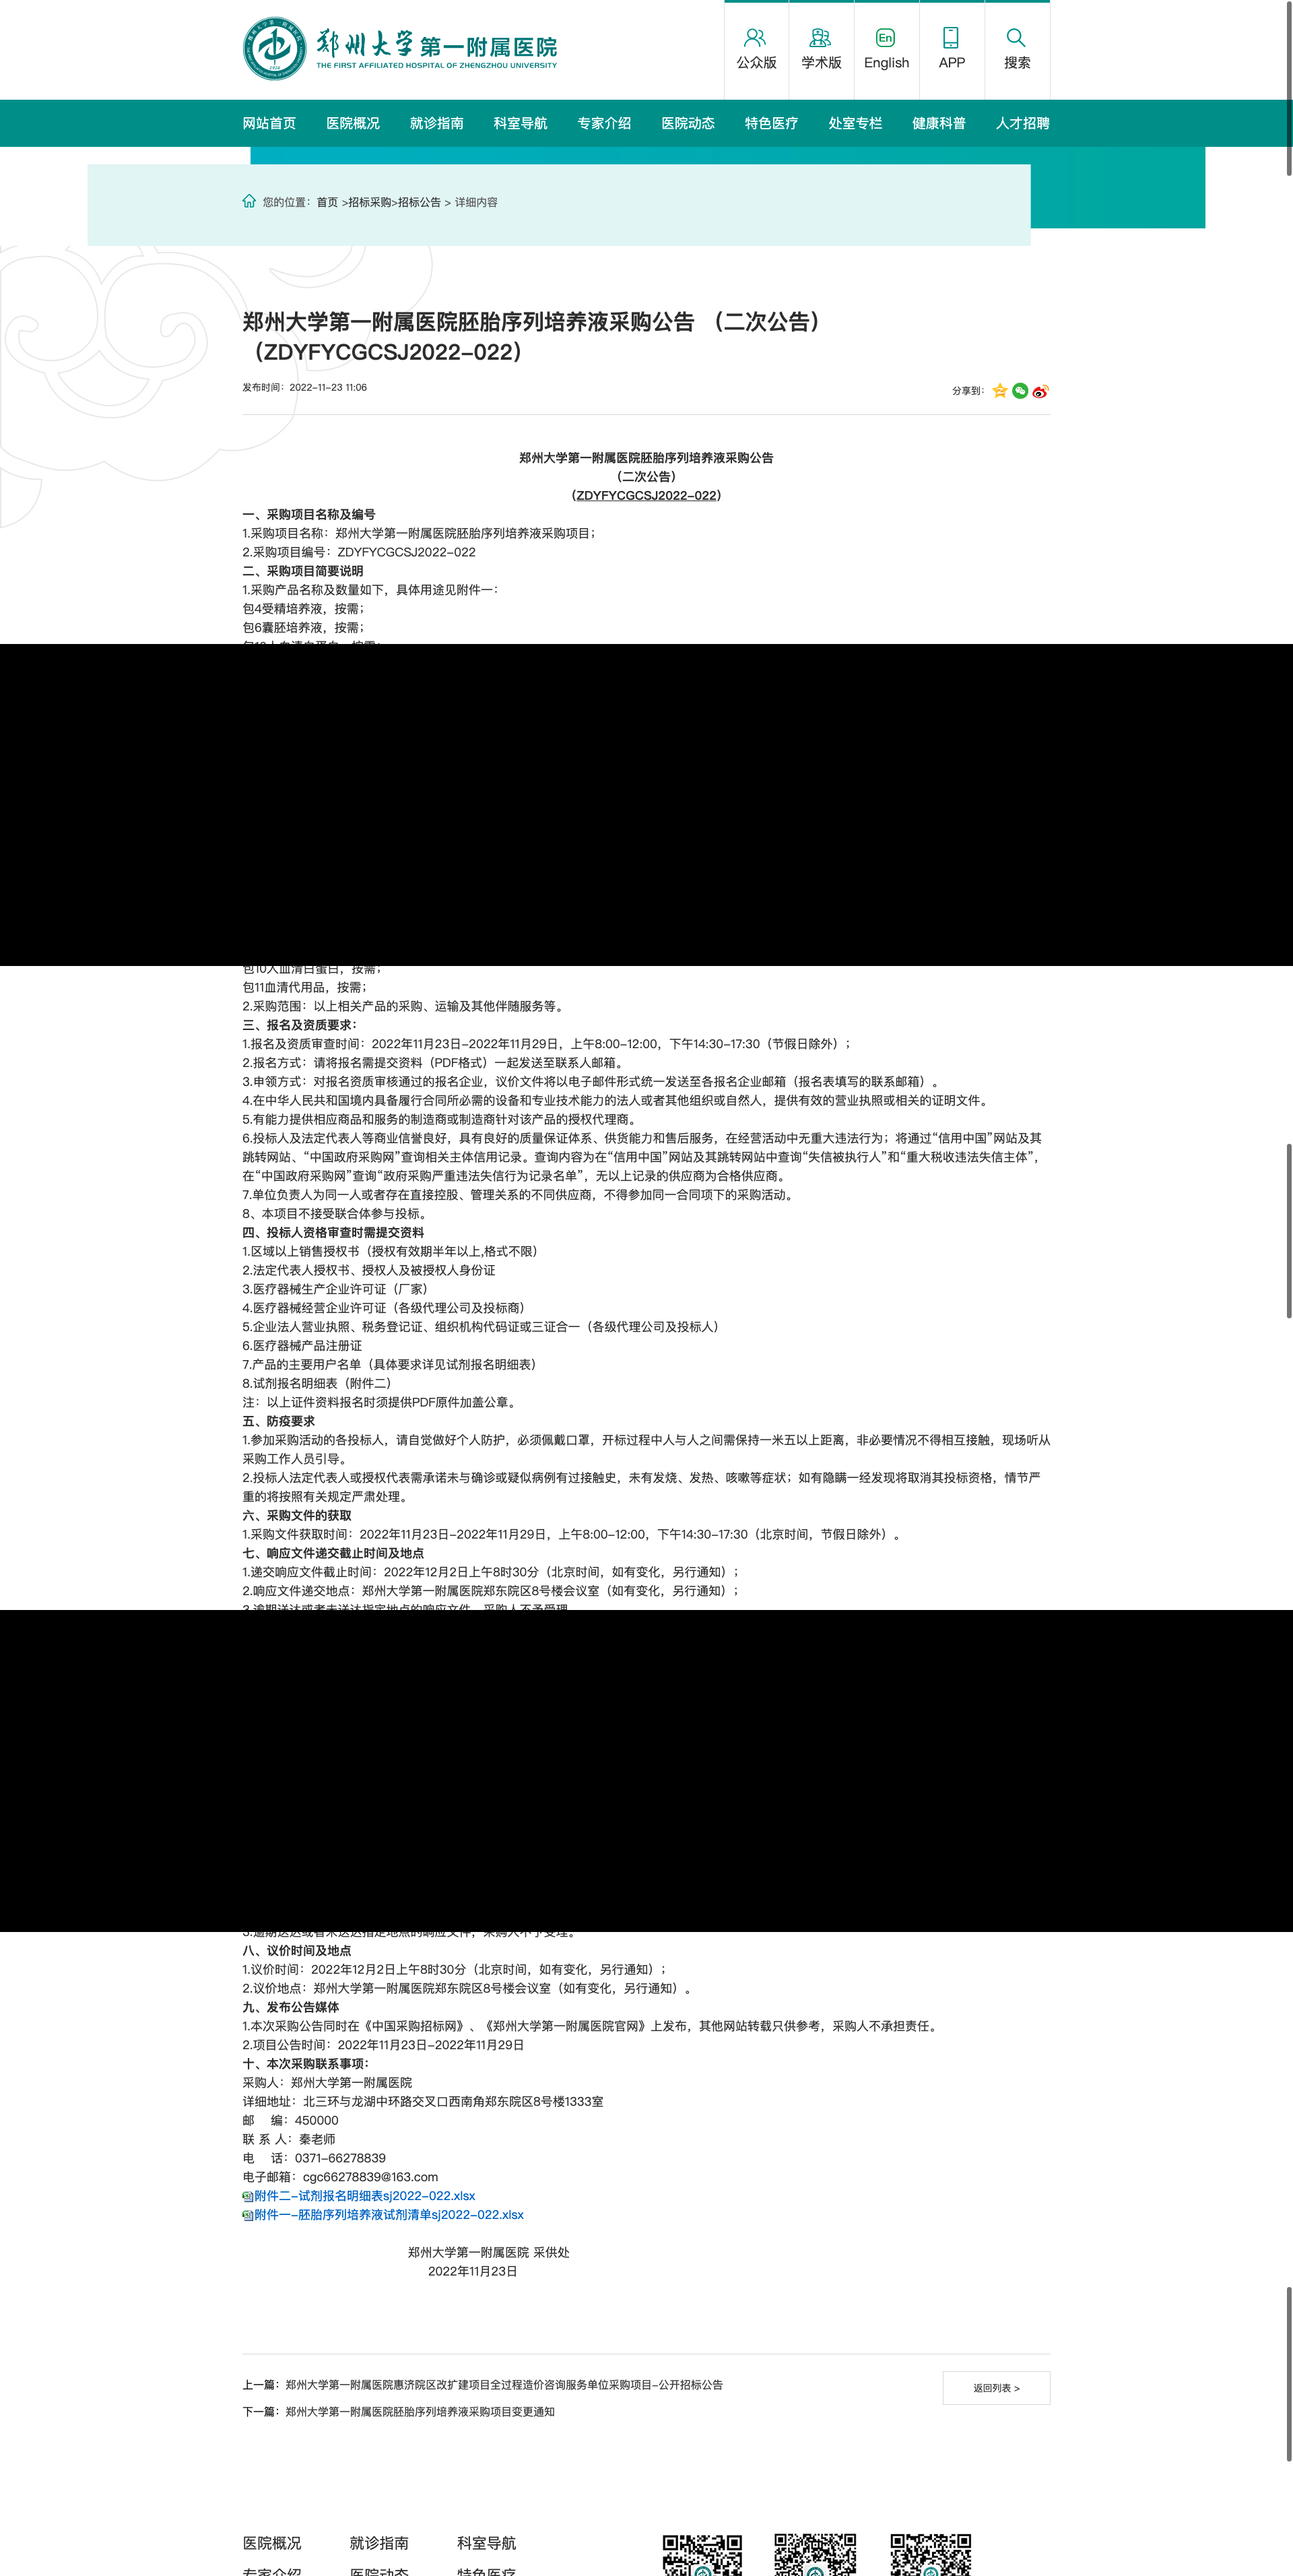 郑州大学第一附属医院
THE FIRST AFFILIATED HOSPITAL OF ZHENGZHOU UNIVERSITY
公众版
学术版
English
APP
搜索
网站首页 医院概况 就诊指南 科室导航 专家介绍 医院动态 特色医疗 处室专栏 健康科普 人才招聘
您的位置：首页 >招标采购>招标公告 > 详细内容
郑州大学第一附属医院胚胎序列培养液采购公告 （二次公告）
（ZDYFYCGCSJ2022-022）
发布时间：2022-11-23 11:06
分享到：
郑州大学第一附属医院胚胎序列培养液采购公告
（二次公告）
（ZDYFYCGCSJ2022-022）
一、采购项目名称及编号
1.采购项目名称：郑州大学第一附属医院胚胎序列培养液采购项目；
2.采购项目编号：ZDYFYCGCSJ2022-022
二、采购项目简要说明
1.采购产品名称及数量如下，具体用途见附件一：
包4受精培养液，按需；
包6囊胚培养液，按需；
包10人血清白蛋白，按需；
包10人血清白蛋白，按需；
包11血清代用品，按需；
2.采购范围：以上相关产品的采购、运输及其他伴随服务等。
三、报名及资质要求：
1.报名及资质审查时间：2022年11月23日-2022年11月29日，上午8:00-12:00，下午14:30-17:30（节假日除外）；
2.报名方式：请将报名需提交资料（PDF格式）一起发送至联系人邮箱。
3.申领方式：对报名资质审核通过的报名企业，议价文件将以电子邮件形式统一发送至各报名企业邮箱（报名表填写的联系邮箱）。
4.在中华人民共和国境内具备履行合同所必需的设备和专业技术能力的法人或者其他组织或自然人，提供有效的营业执照或相关的证明文件。
5.有能力提供相应商品和服务的制造商或制造商针对该产品的授权代理商。
6.投标人及法定代表人等商业信誉良好，具有良好的质量保证体系、供货能力和售后服务，在经营活动中无重大违法行为；将通过“信用中国”网站及其
跳转网站、“中国政府采购网”查询相关主体信用记录。查询内容为在“信用中国”网站及其跳转网站中查询“失信被执行人”和“重大税收违法失信主体”，
在“中国政府采购网”查询“政府采购严重违法失信行为记录名单”，无以上记录的供应商为合格供应商。
7.单位负责人为同一人或者存在直接控股、管理关系的不同供应商，不得参加同一合同项下的采购活动。
8、本项目不接受联合体参与投标。
四、投标人资格审查时需提交资料
1.区域以上销售授权书（授权有效期半年以上,格式不限）
2.法定代表人授权书、授权人及被授权人身份证
3.医疗器械生产企业许可证（厂家）
4.医疗器械经营企业许可证（各级代理公司及投标商）
5.企业法人营业执照、税务登记证、组织机构代码证或三证合一（各级代理公司及投标人）
6.医疗器械产品注册证
7.产品的主要用户名单（具体要求详见试剂报名明细表）
8.试剂报名明细表（附件二）
注：以上证件资料报名时须提供PDF原件加盖公章。
五、防疫要求
1.参加采购活动的各投标人，请自觉做好个人防护，必须佩戴口罩，开标过程中人与人之间需保持一米五以上距离，非必要情况不得相互接触，现场听从
采购工作人员引导。
2.投标人法定代表人或授权代表需承诺未与确诊或疑似病例有过接触史，未有发烧、发热、咳嗽等症状；如有隐瞒一经发现将取消其投标资格，情节严
重的将按照有关规定严肃处理。
六、采购文件的获取
1.采购文件获取时间：2022年11月23日-2022年11月29日，上午8:00-12:00，下午14:30-17:30（北京时间，节假日除外）。
七、响应文件递交截止时间及地点
1.递交响应文件截止时间：2022年12月2日上午8时30分（北京时间，如有变化，另行通知）；
2.响应文件递交地点：郑州大学第一附属医院郑东院区8号楼会议室（如有变化，另行通知）；
3.逾期送达或者未送达指定地点的响应文件，采购人不予受理。
3.逾期送达或者未送达指定地点的响应文件，采购人不予受理。
八、议价时间及地点
1.议价时间：2022年12月2日上午8时30分（北京时间，如有变化，另行通知）；
2.议价地点：郑州大学第一附属医院郑东院区8号楼会议室（如有变化，另行通知）。
九、发布公告媒体
1.本次采购公告同时在《中国采购招标网》、《郑州大学第一附属医院官网》上发布，其他网站转载只供参考，采购人不承担责任。
2.项目公告时间：2022年11月23日-2022年11月29日
十、本次采购联系事项：
采购人：郑州大学第一附属医院
详细地址：北三环与龙湖中环路交叉口西南角郑东院区8号楼1333室
邮 编：450000
联 系 人：秦老师
电 话：0371-66278839
电子邮箱：cgc66278839@163.com
附件二-试剂报名明细表sj2022-022.xlsx
附件一-胚胎序列培养液试剂清单sj2022-022.xlsx
郑州大学第一附属医院 采供处
2022年11月23日
上一篇：郑州大学第一附属医院惠济院区改扩建项目全过程造价咨询服务单位采购项目-公开招标公告
返回列表 >
下一篇：郑州大学第一附属医院胚胎序列培养液采购项目变更通知
医院概况 就诊指南 科室导航
专家介绍 医院动态 特色医疗